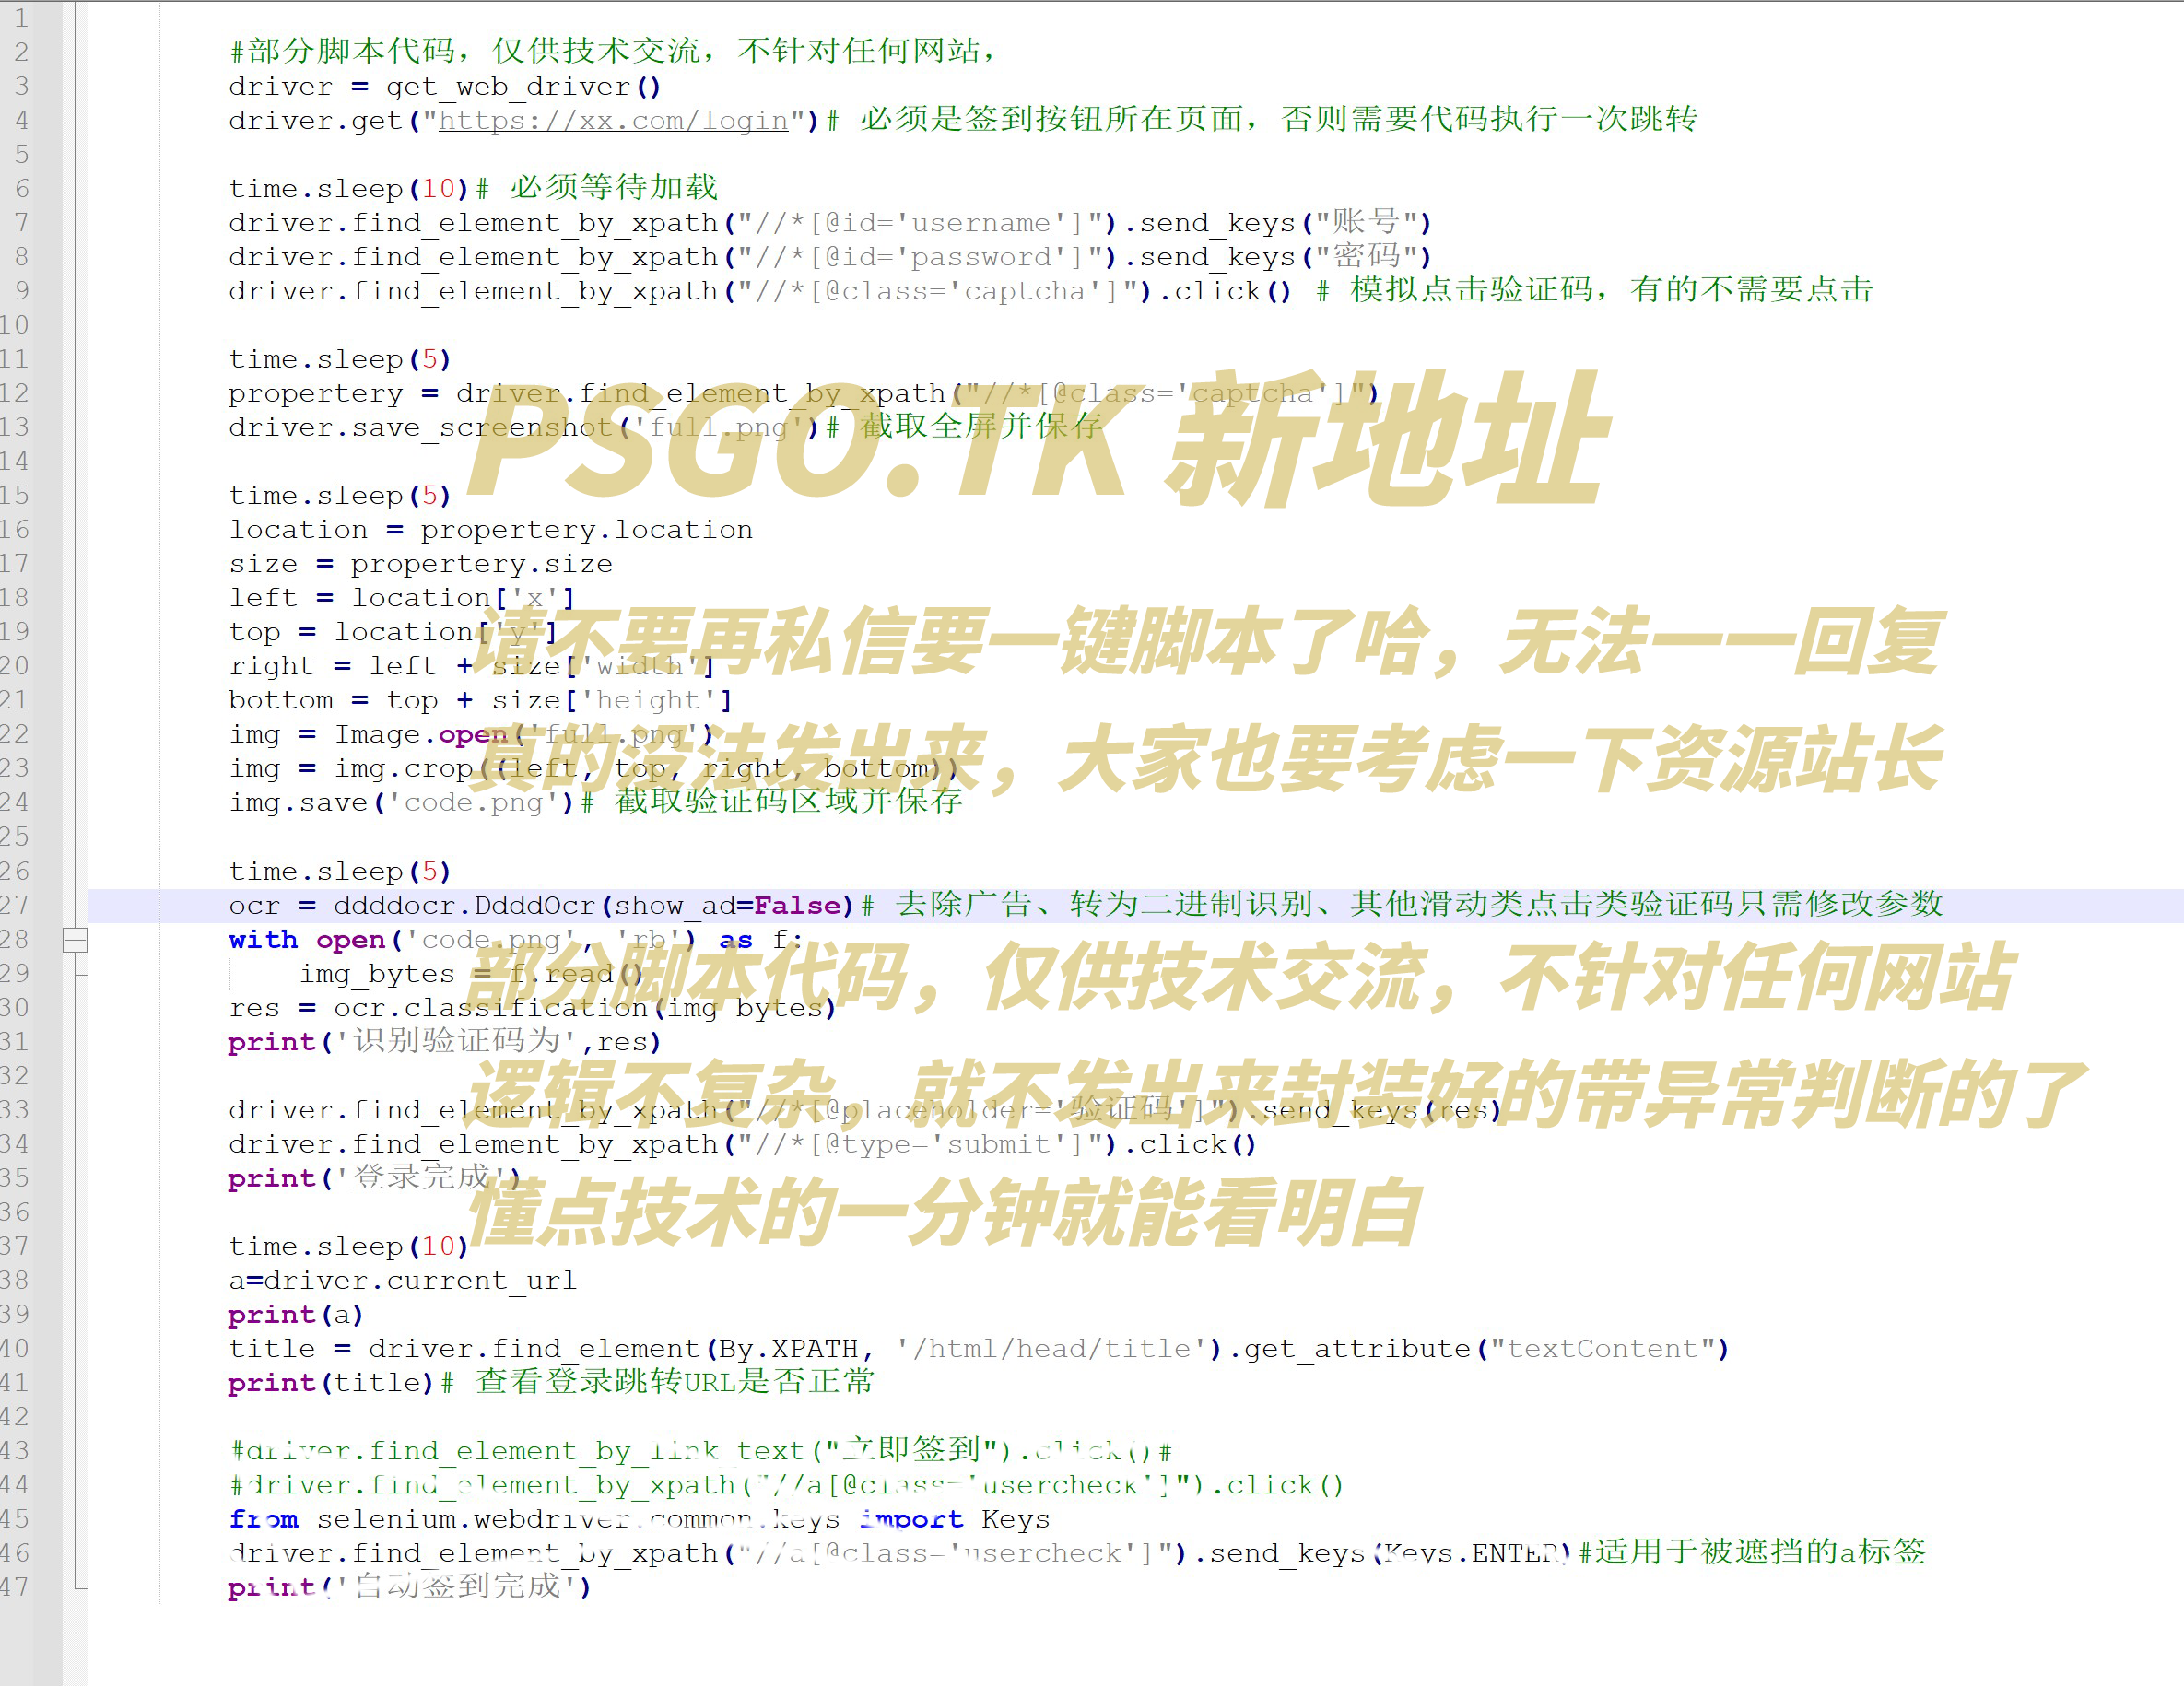 1
2 #部分脚本代码，仅供技术交流，不针对任何网站，
3 driver = get_web_driver()
4 driver.get("https://xx.com/login")# 必须是签到按钮所在页面，否则需要代码执行一次跳转
5
6 time.sleep(10)# 必须等待加载
7 driver.find_element_by_xpath("//*[@id='username']").send_keys("账号")
8 driver.find_element_by_xpath("//*[@id='password']").send_keys("密码")
9 driver.find_element_by_xpath("//*[@class='captcha']").click() # 模拟点击验证码，有的不需要点击
10
11 time.sleep(5)
12 propertery = driver.find_element_by_xpath("//*[@class='captcha']")
13 driver.save_screenshot('full.png')# 截取全屏并保存
PSGO.TK 新地址
14
15 time.sleep(5)
16 location = propertery.location
17 size = propertery.size
18 left = location['x']
19 top = location['y']
请不要再私信要一键脚本了哈，无法一一回复
20 right = left + size['width']
21 bottom = top + size['height']
22 img = Image.open('full.png')
真的没法发出来，大家也要考虑一下资源站长
23 img = img.crop((left, top, right, bottom))
24 img.save('code.png')# 截取验证码区域并保存
25
26 time.sleep(5)
27 ocr = ddddocr.DdddOcr(show_ad=False)# 去除广告、转为二进制识别、其他滑动类点击类验证码只需修改参数
28 with open('code.png', 'rb') as f:
29 img_bytes = f.read()
部分脚本代码，仅供技术交流，不针对任何网站
30 res = ocr.classification(img_bytes)
31 print('识别验证码为',res)
32
逻辑不复杂，就不发出来封装好的带异常判断的了
33 driver.find_element_by_xpath("//*[@placeholder='验证码']").send_keys(res)
34 driver.find_element_by_xpath("//*[@type='submit']").click()
35 print('登录完成')
懂点技术的一分钟就能看明白
36
37 time.sleep(10)
38 a=driver.current_url
39 print(a)
40 title = driver.find_element(By.XPATH, '/html/head/title').get_attribute("textContent")
41 print(title)# 查看登录跳转URL是否正常
42
43 #driver.find_element_by_link_text("立即签到").click()#
44 #driver.find_element_by_xpath("//a[@class='usercheck']").click()
45 from selenium.webdriver.common.keys import Keys
46 driver.find_element_by_xpath("//a[@class='usercheck']").send_keys(Keys.ENTER)#适用于被遮挡的a标签
47 print('自动签到完成')